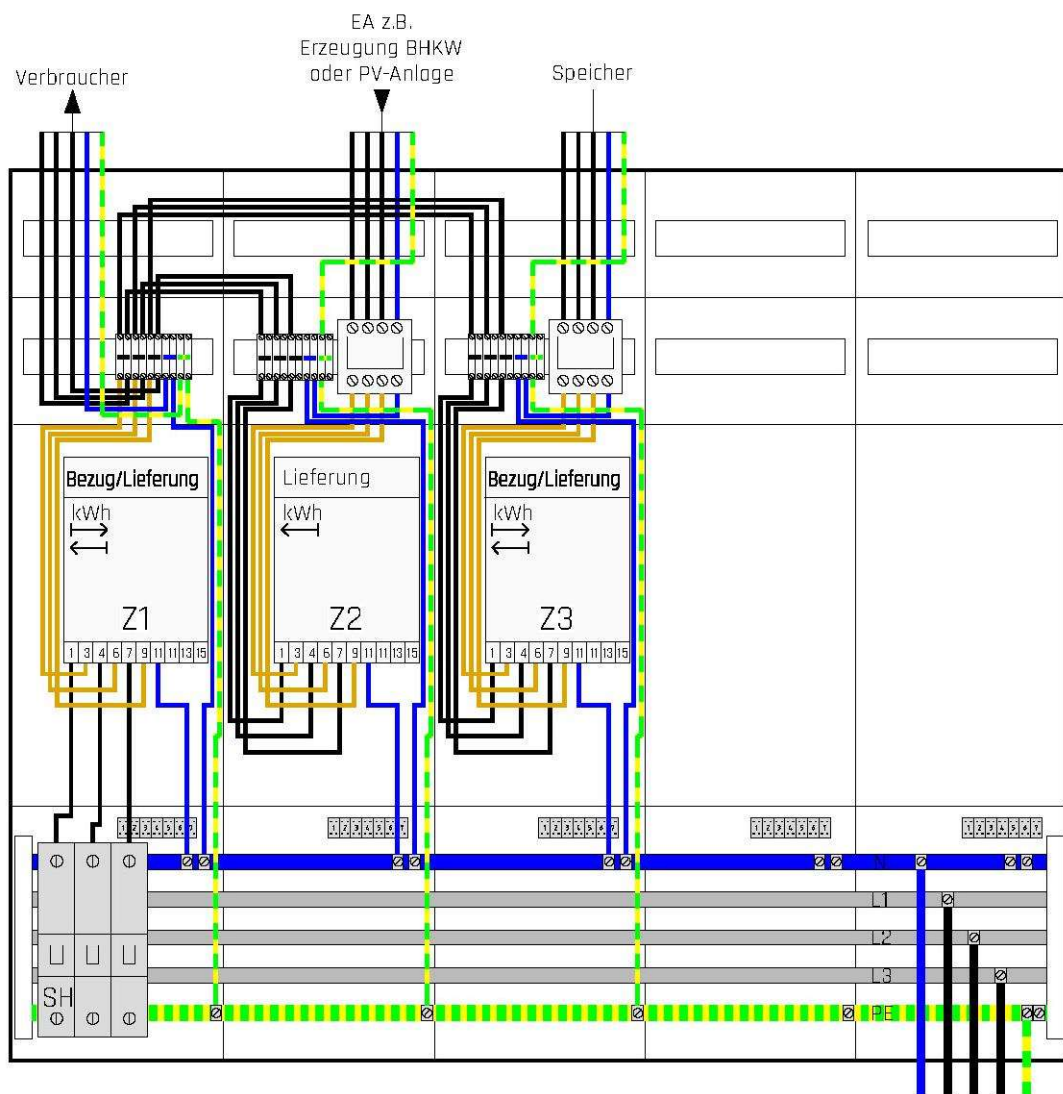 EA z.B.
Erzeugung BHKW
oder PV-Anlage
Verbraucher
Speicher
Bezug/Lieferung
kWh
Z1
1 3 4 6 7 9 11 11 13 15
Lieferung
kWh
Z2
1 3 4 6 7 9 11 11 13 15
Bezug/Lieferung
kWh
Z3
1 3 4 6 7 9 11 11 13 15
1 2 3 4 5 6 7
1 2 3 4 5 6 7
1 2 3 4 5 6 7
1 2 3 4 5 6 7
1 2 3 4 5 6 7
N
L1
L2
L3
SH
PE